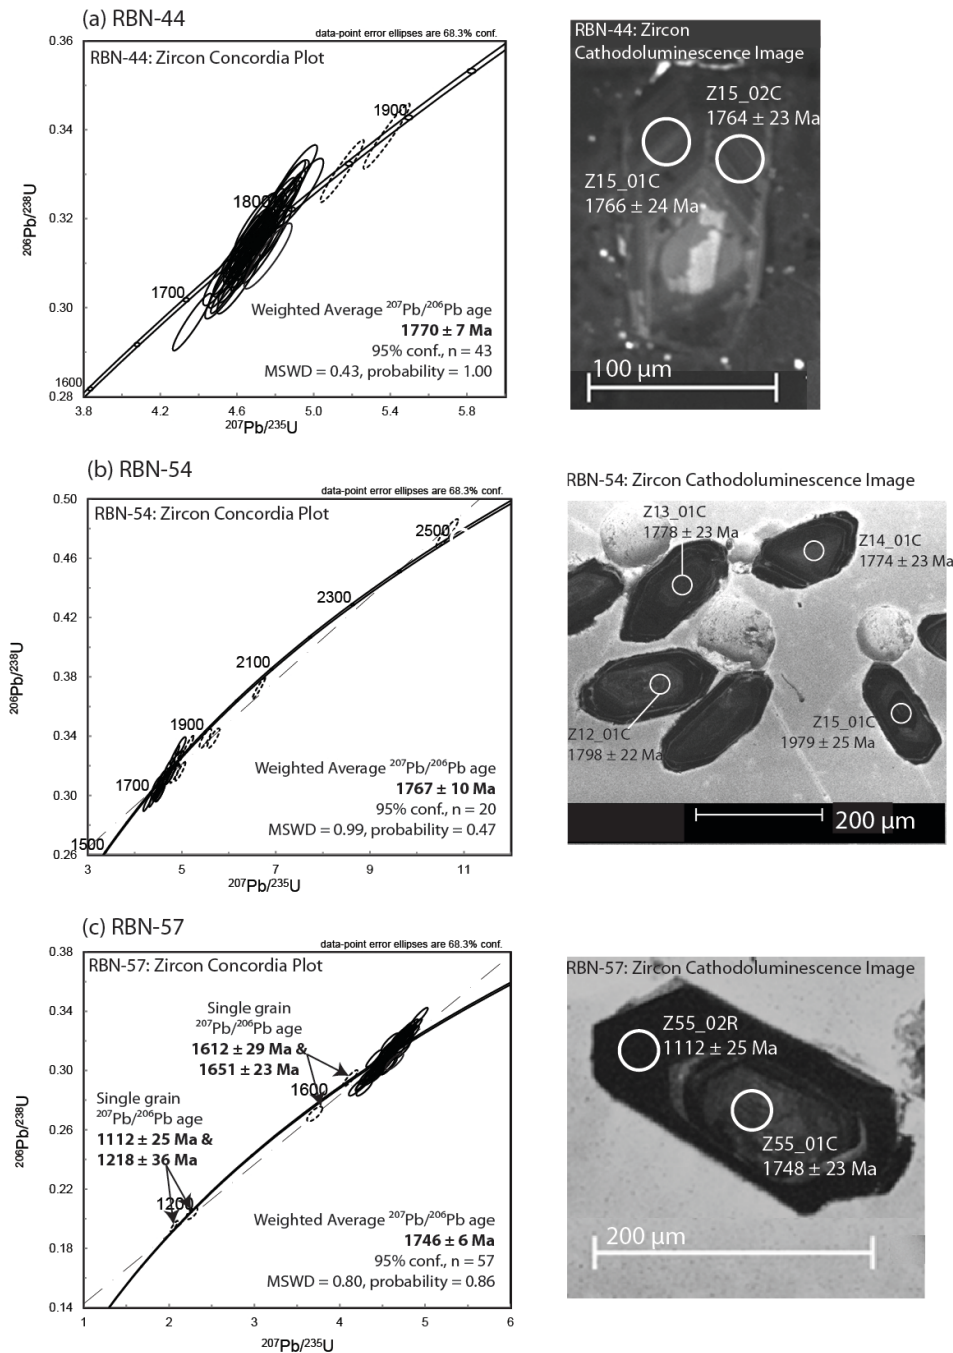 (a) RBN-44
data-point error ellipses are 68.3% conf.
RBN-44: Zircon Concordia Plot
0.36
0.34
0.32
0.30
0.28
206Pb/238U
1900
1800
1700
1600
Weighted Average 207Pb/206Pb age
1770 ± 7 Ma
95% conf., n = 43
MSWD = 0.43, probability = 1.00
3.8
4.2
4.6
5.0
5.4
5.8
207Pb/235U
RBN-44: Zircon
Cathodoluminescence Image
Z15_02C
1764 ± 23 Ma
Z15_01C
1766 ± 24 Ma
100 μm
(b) RBN-54
data-point error ellipses are 68.3% conf.
RBN-54: Zircon Concordia Plot
0.50
0.46
0.42
0.38
0.34
0.30
0.26
206Pb/238U
2500
2300
2100
1900
1700
1500
Weighted Average 207Pb/206Pb age
1767 ± 10 Ma
95% conf., n = 20
MSWD = 0.99, probability = 0.47
3
5
7
9
11
207Pb/235U
RBN-54: Zircon Cathodoluminescence Image
Z13_01C
1778 ± 23 Ma
Z14_01C
1774 ± 23 Ma
Z12_01C
1798 ± 22 Ma
Z15_01C
1979 ± 25 Ma
200 μm
(c) RBN-57
data-point error ellipses are 68.3% conf.
RBN-57: Zircon Concordia Plot
0.38
0.34
0.30
0.26
0.22
0.18
0.14
206Pb/238U
Single grain
207Pb/206Pb age
1612 ± 29 Ma &
1651 ± 23 Ma
1600
Single grain
207Pb/206Pb age
1112 ± 25 Ma &
1218 ± 36 Ma
1200
Weighted Average 207Pb/206Pb age
1746 ± 6 Ma
95% conf., n = 57
MSWD = 0.80, probability = 0.86
1
2
3
4
5
6
207Pb/235U
RBN-57: Zircon Cathodoluminescence Image
Z55_02R
1112 ± 25 Ma
Z55_01C
1748 ± 23 Ma
200 μm